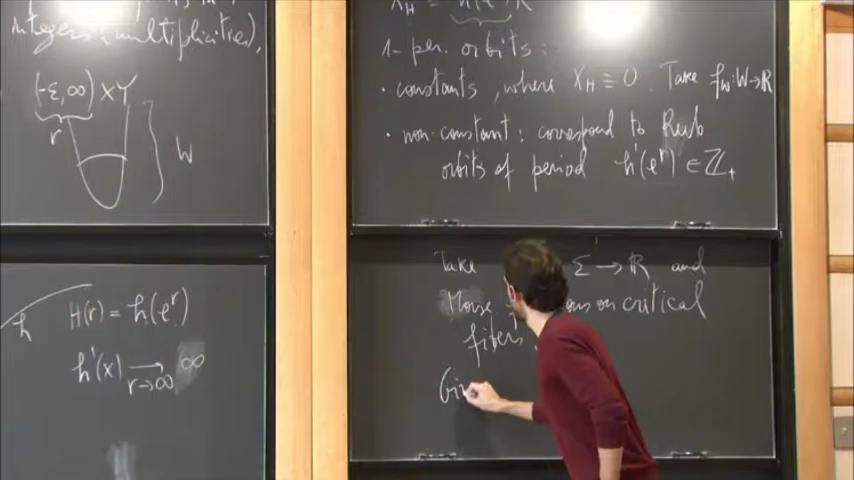 integers (multiplicities),
(-ε,∞) × Y
r
W
h
H(r) = h(e^r)
h'(x) ⟶ ∞
r→∞
X_H =
1-per. orbits:
• constants, where X_H ≡ 0. Take f_W: W→ℝ
• non-constant: correspond to Reeb
orbits of period h'(e^r) ∈ ℤ_+
Take Σ → ℝ and
Morse on critical
fibers.